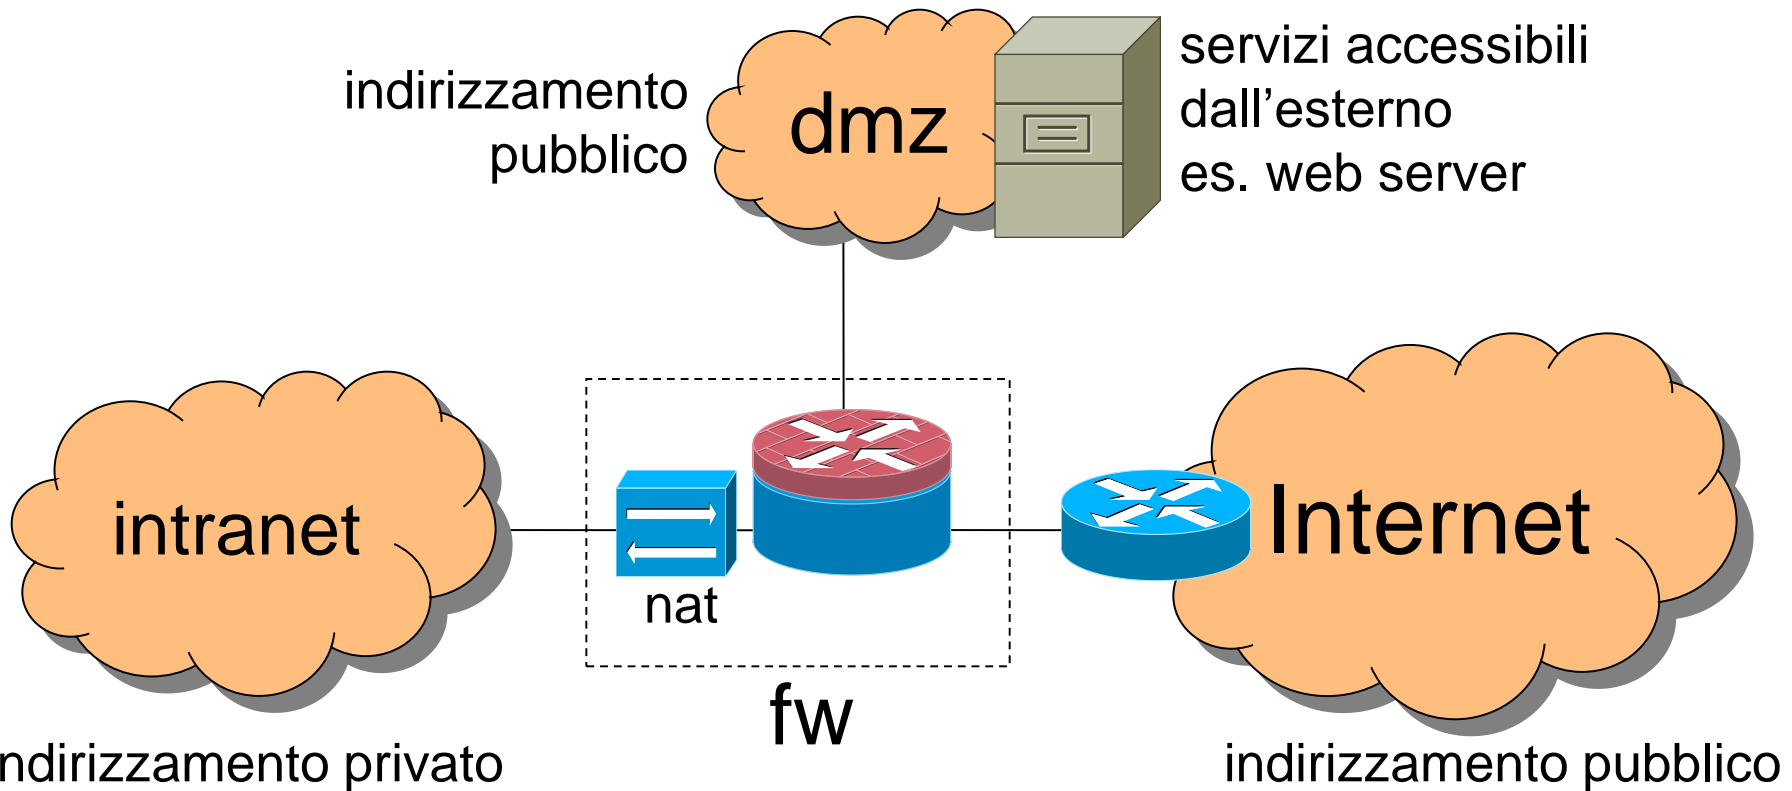 indirizzamento
pubblico
dmz
servizi accessibili
dall'esterno
es. web server
intranet
nat
fw
Internet
ndirizzamento privato
indirizzamento pubblico